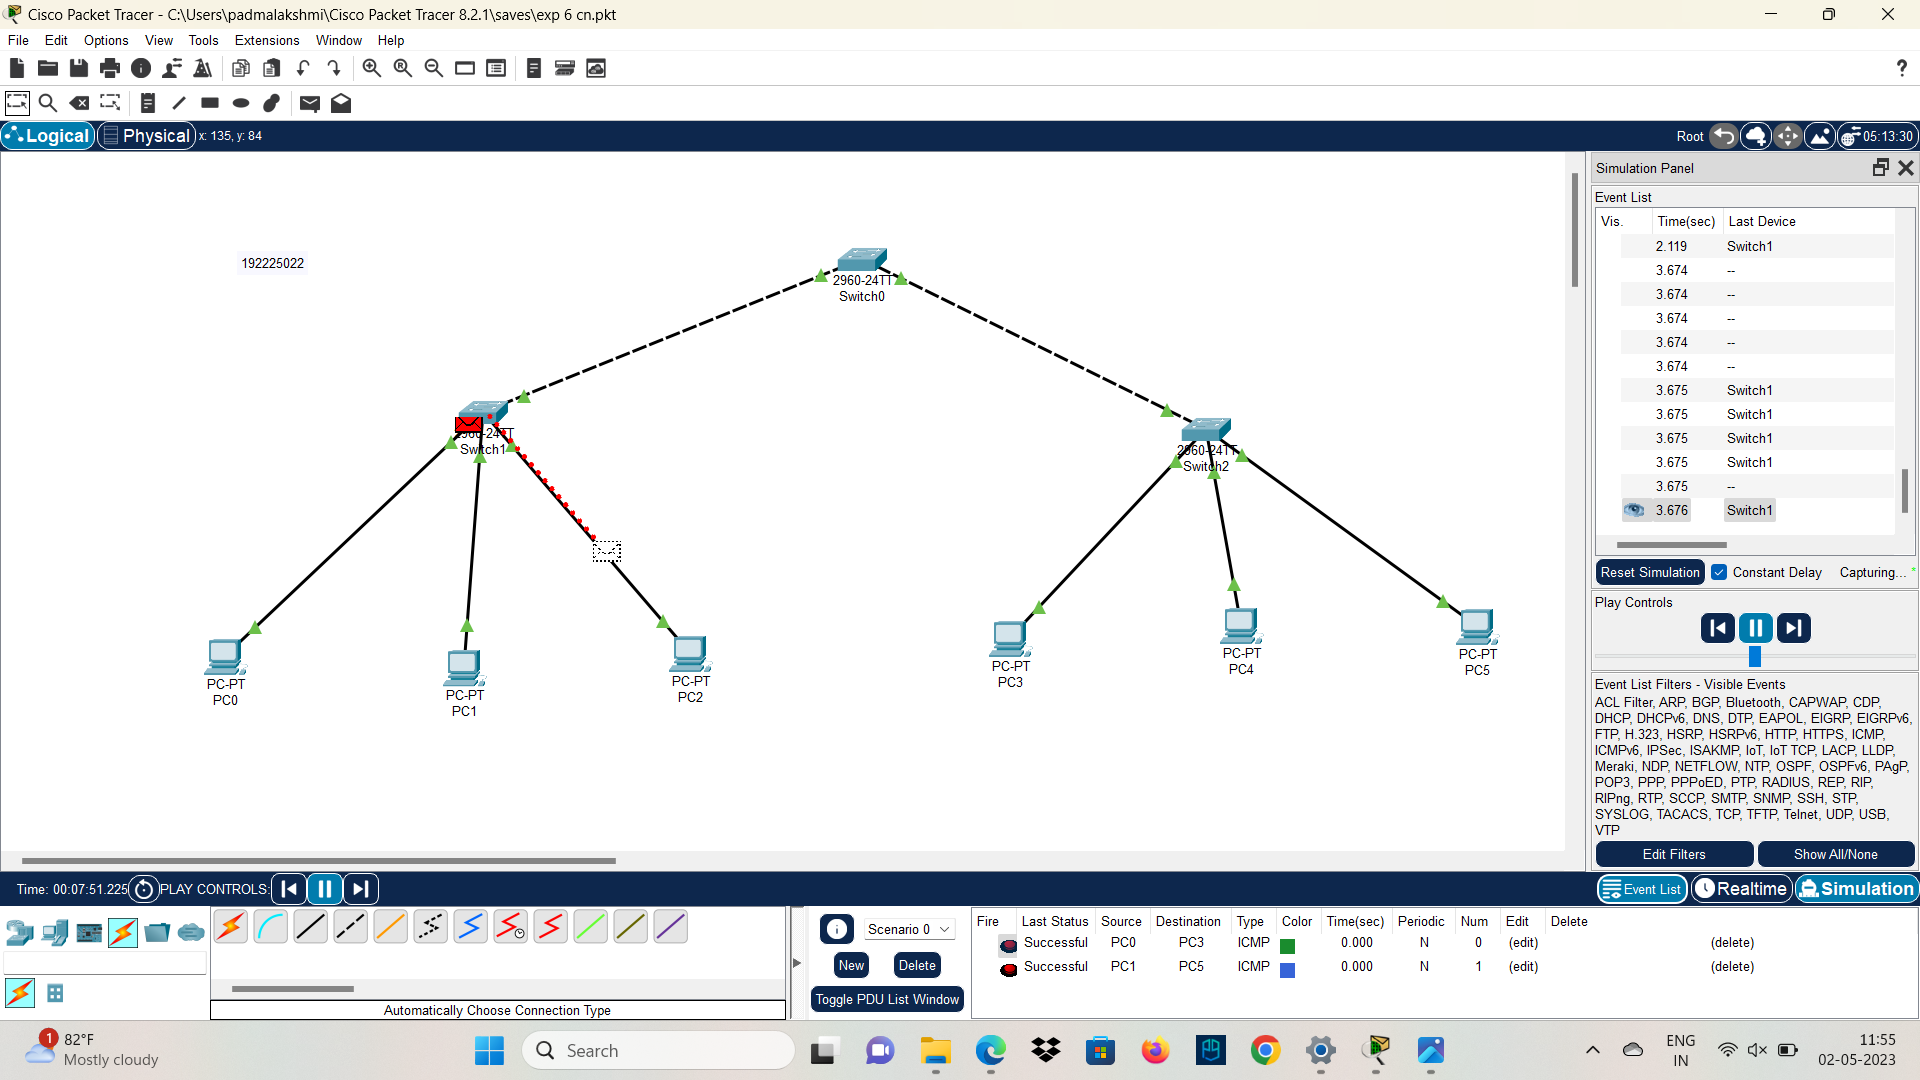 Cisco Packet Tracer - C:\Users\padmalakshmi\Cisco Packet Tracer 8.2.1\saves\exp 6 cn.pkt
File Edit Options View Tools Extensions Window Help
Logical Physical x: 135, y: 84
Root 05:13:30
192225022
2960-24TT
Switch0
2960-24TT
Switch1
2960-24TT
Switch2
PC-PT
PC0
PC-PT
PC1
PC-PT
PC2
PC-PT
PC3
PC-PT
PC4
PC-PT
PC5
Simulation Panel
Event List
Vis. Time(sec) Last Device
2.119 Switch1
3.674 --
3.674 --
3.674 --
3.674 --
3.674 --
3.675 Switch1
3.675 Switch1
3.675 Switch1
3.675 Switch1
3.675 --
3.676 Switch1
Reset Simulation Constant Delay Capturing...
Play Controls
Event List Filters - Visible Events
ACL Filter, ARP, BGP, Bluetooth, CAPWAP, CDP,
DHCP, DHCPv6, DNS, DTP, EAPOL, EIGRP, EIGRPv6,
FTP, H.323, HSRP, HSRPv6, HTTP, HTTPS, ICMP,
ICMPv6, IPSec, ISAKMP, IoT, IoT TCP, LACP, LLDP,
Meraki, NDP, NETFLOW, NTP, OSPF, OSPFv6, PAgP,
POP3, PPP, PPPoED, PTP, RADIUS, REP, RIP,
RIPng, RTP, SCCP, SMTP, SNMP, SSH, STP,
SYSLOG, TACACS, TCP, TFTP, Telnet, UDP, USB,
VTP
Edit Filters Show All/None
Time: 00:07:51.225 PLAY CONTROLS:
Event List Realtime Simulation
Automatically Choose Connection Type
Scenario 0
New Delete
Toggle PDU List Window
Fire Last Status Source Destination Type Color Time(sec) Periodic Num Edit Delete
Successful PC0 PC3 ICMP 0.000 N 0 (edit) (delete)
Successful PC1 PC5 ICMP 0.000 N 1 (edit) (delete)
1
82°F
Mostly cloudy
Search
ENG
IN
11:55
02-05-2023